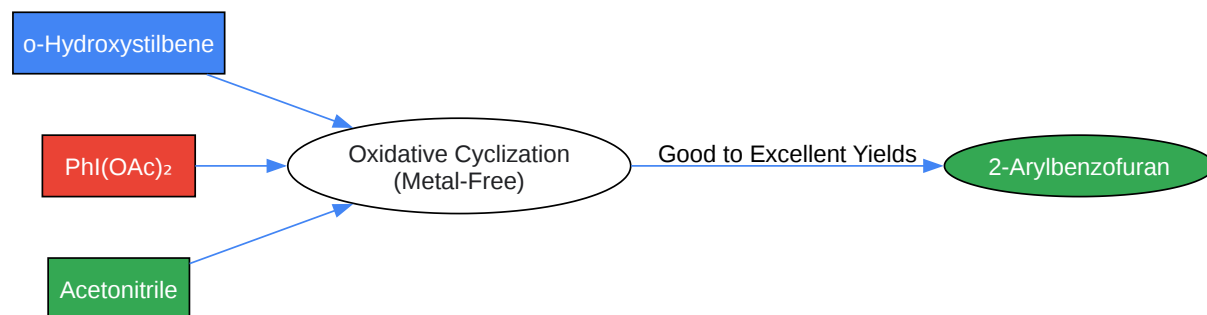 o-Hydroxystilbene
PhI(OAc)₂
Acetonitrile
Oxidative Cyclization
(Metal-Free)
Good to Excellent Yields
2-Arylbenzofuran